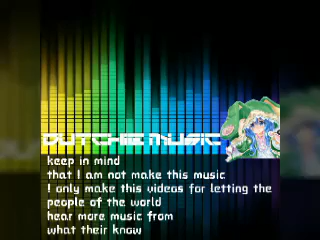 DUTCHIE MUSIC
keep in mind
that I am not make this music
I only make this videos for letting the
people of the world
hear more music from
what their know